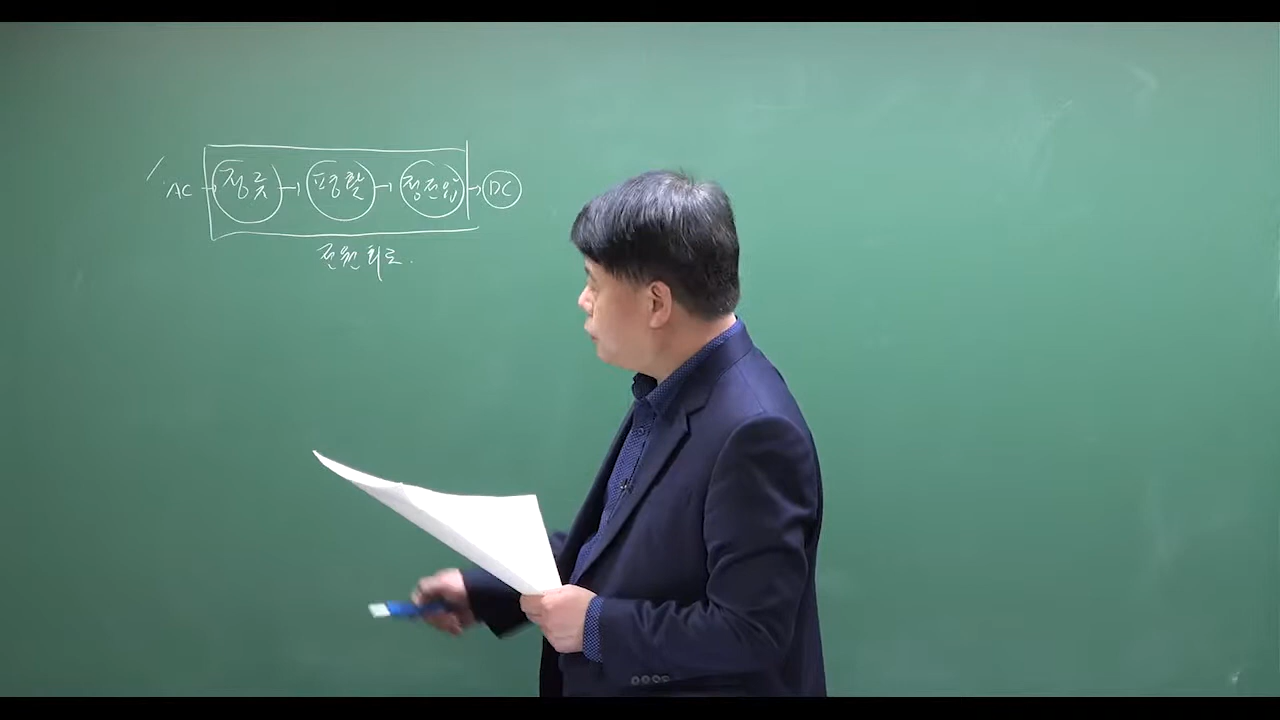 AC → 정류 → 평활 → 정전압 → DC
전원 회로.